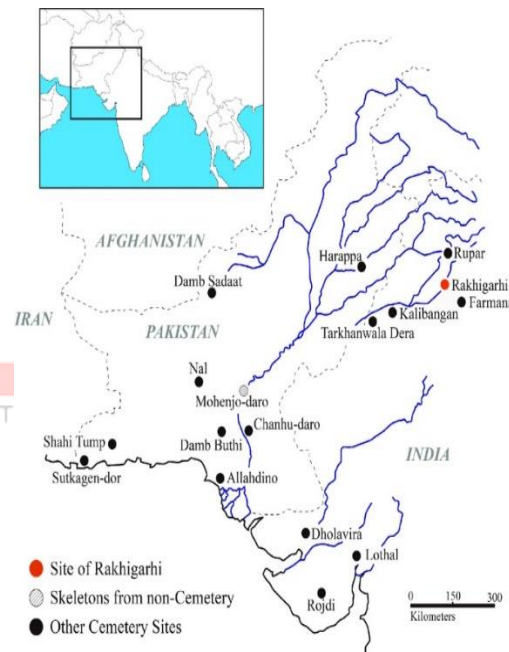 AFGHANISTAN
Harappa
Rupar
Damb Sadaat
Rakhigarhi
Farmana
IRAN
PAKISTAN
Kalibangan
Tarkhanwala Dera
Nal
Mohenjo-daro
Chanhu-daro
Shahi Tump
Damb Buthi
INDIA
Sutkagen-dor
Allahdino
Dholavira
Lothal
Site of Rakhigarhi
Skeletons from non-Cemetery
Rojdi
0 150 300
Kilometers
Other Cemetery Sites